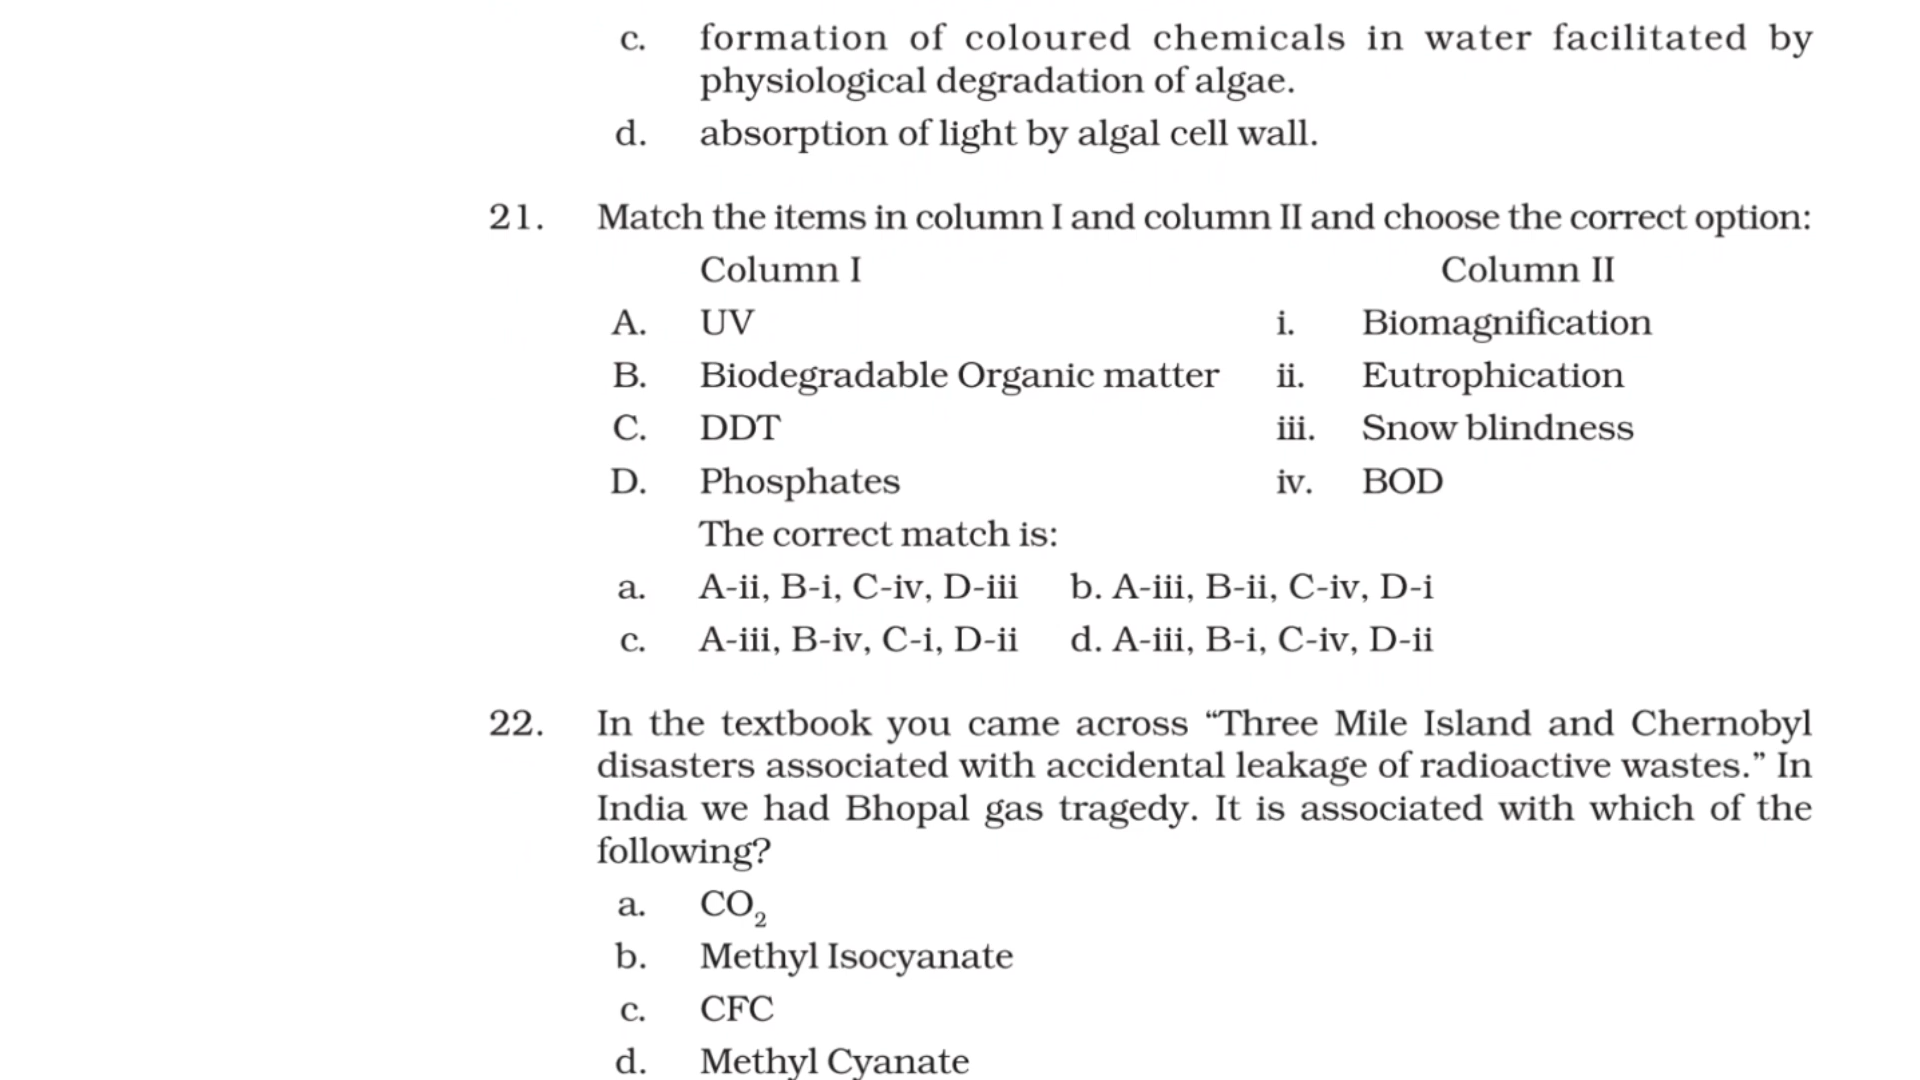 c. formation of coloured chemicals in water facilitated by
physiological degradation of algae.
d. absorption of light by algal cell wall.
21. Match the items in column I and column II and choose the correct option:
Column I Column II
A. UV i. Biomagnification
B. Biodegradable Organic matter ii. Eutrophication
C. DDT iii. Snow blindness
D. Phosphates iv. BOD
The correct match is:
a. A-ii, B-i, C-iv, D-iii b. A-iii, B-ii, C-iv, D-i
c. A-iii, B-iv, C-i, D-ii d. A-iii, B-i, C-iv, D-ii
22. In the textbook you came across “Three Mile Island and Chernobyl
disasters associated with accidental leakage of radioactive wastes.” In
India we had Bhopal gas tragedy. It is associated with which of the
following?
a. CO₂
b. Methyl Isocyanate
c. CFC
d. Methyl Cyanate